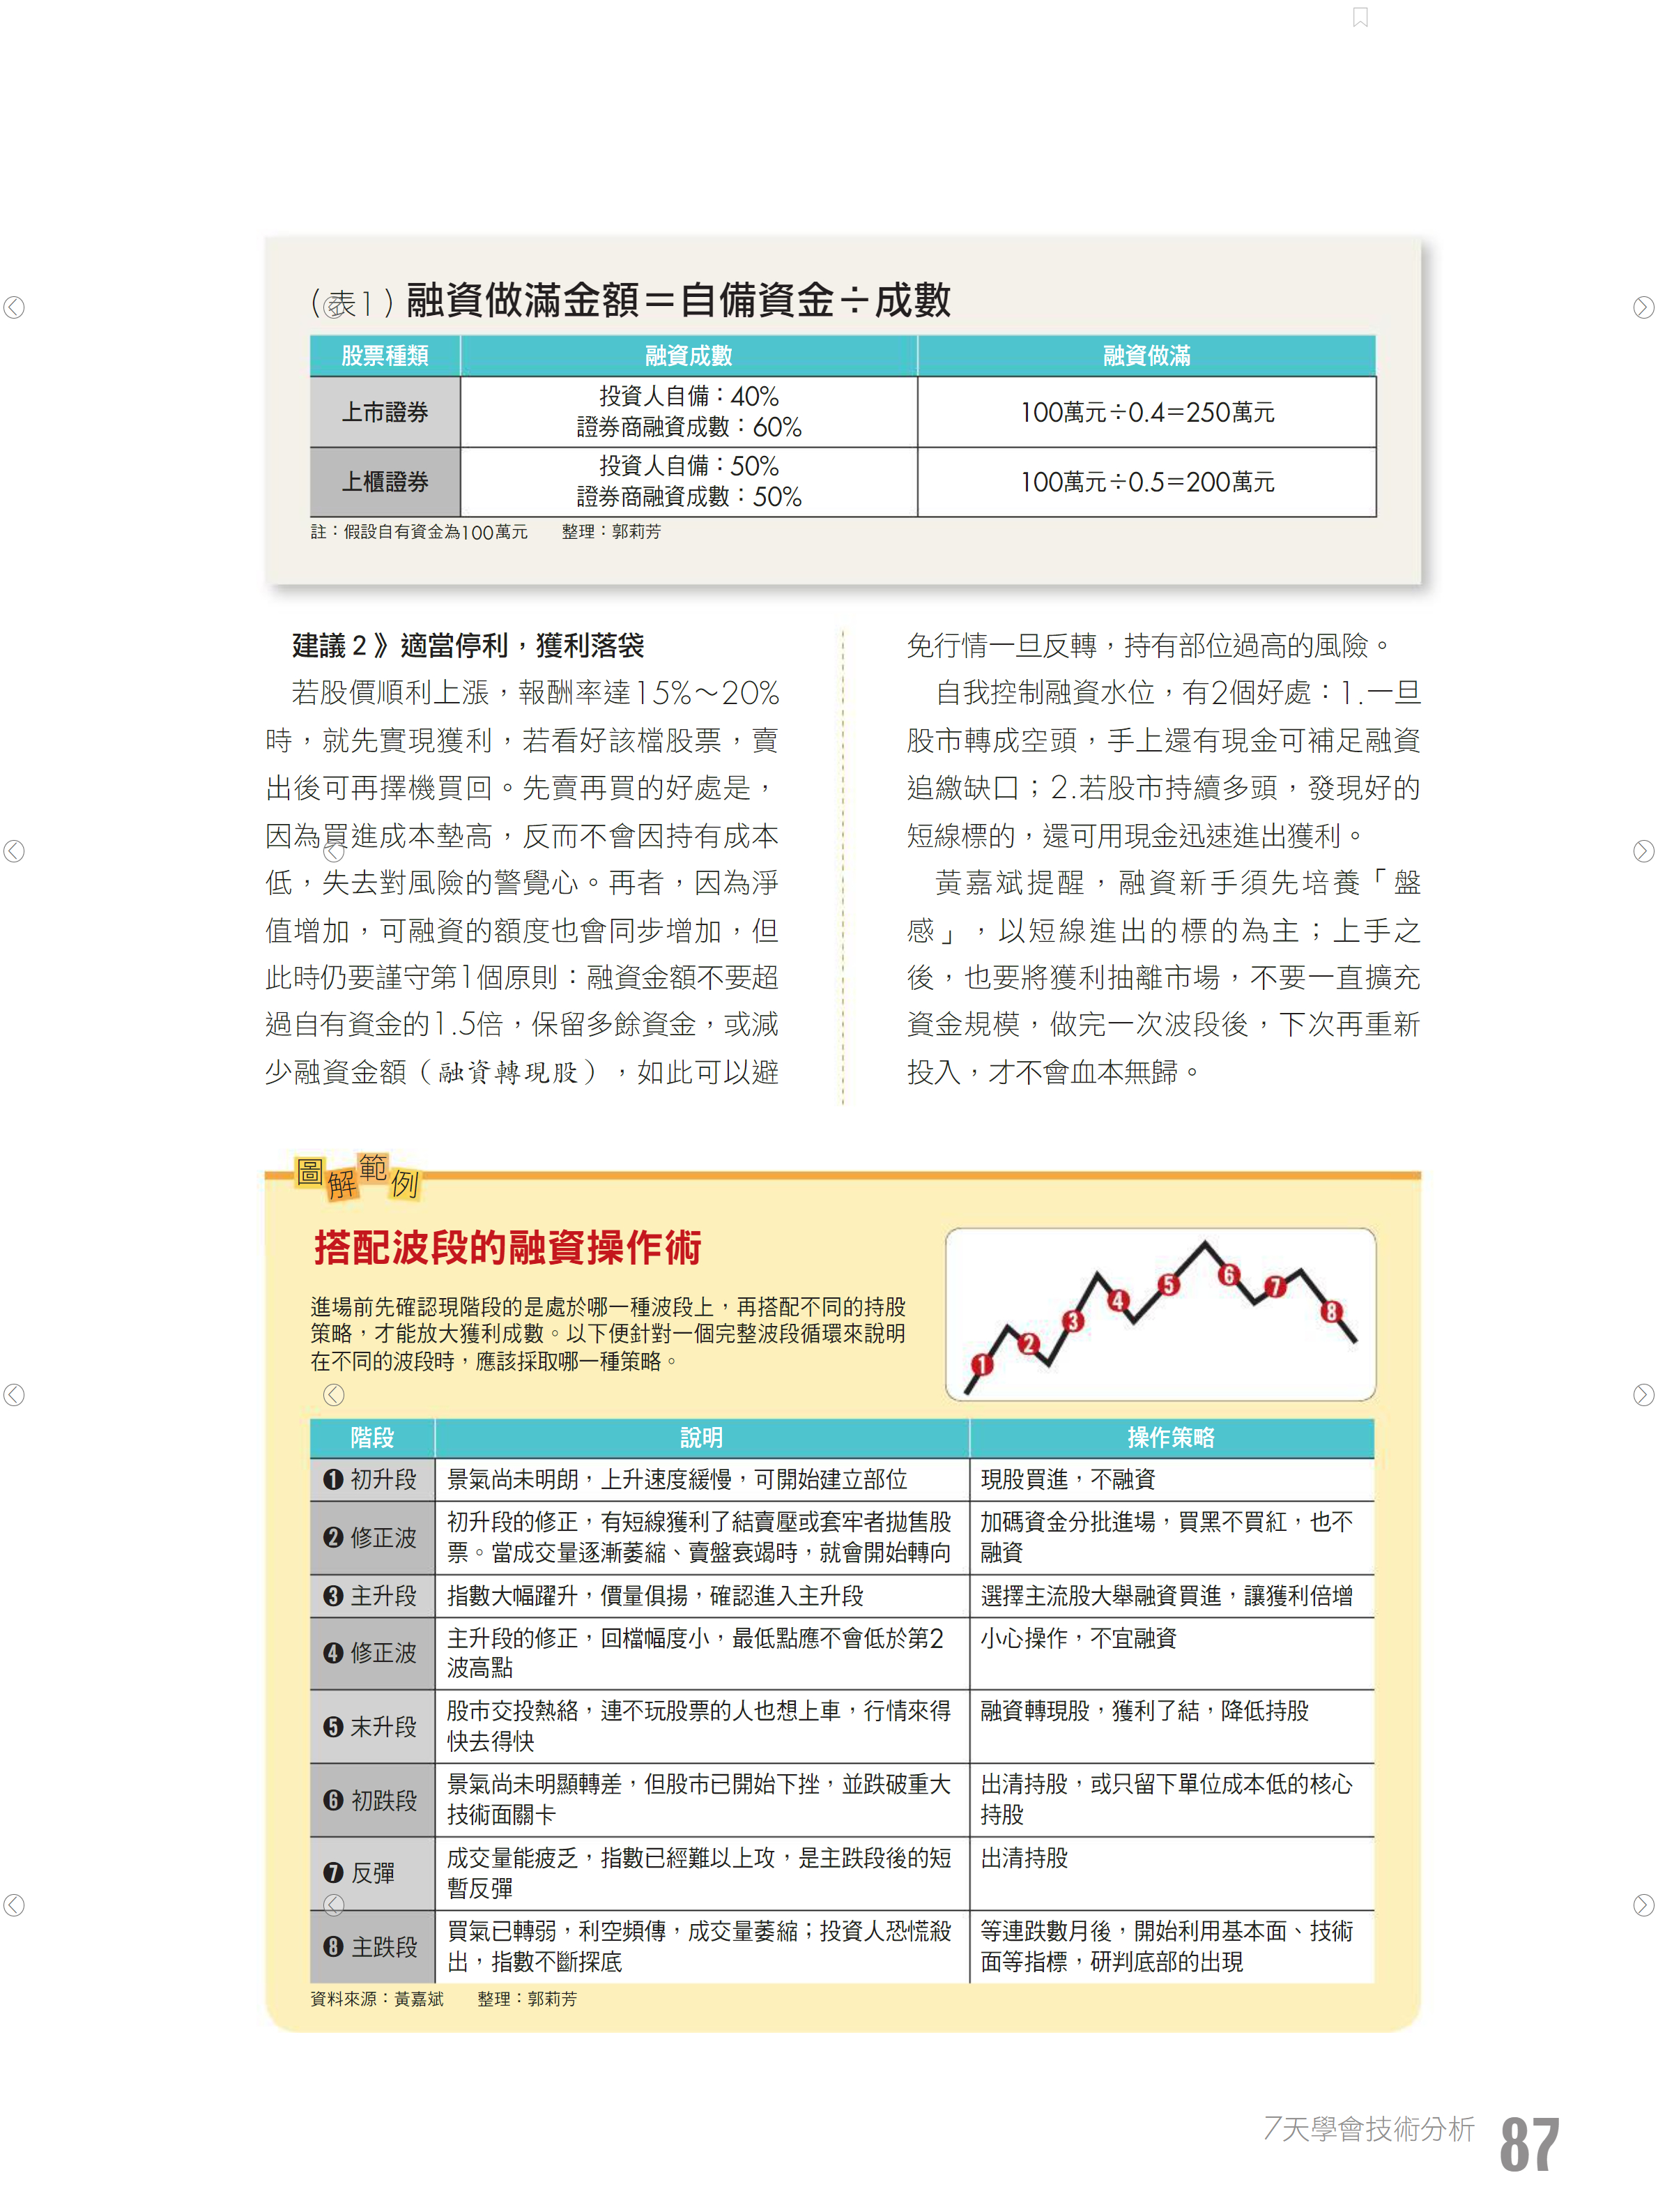 (表1) 融資做滿金額＝自備資金÷成數
股票種類 融資成數 融資做滿
上市證券 投資人自備：40% 100萬元÷0.4＝250萬元
證券商融資成數：60%
上櫃證券 投資人自備：50% 100萬元÷0.5＝200萬元
證券商融資成數：50%
註：假設自有資金為100萬元　整理：郭莉芳
建議 2 》適當停利，獲利落袋
若股價順利上漲，報酬率達15%～20%
時，就先實現獲利，若看好該檔股票，賣
出後可再擇機買回。先賣再買的好處是，
因為買進成本墊高，反而不會因持有成本
低，失去對風險的警覺心。再者，因為淨
值增加，可融資的額度也會同步增加，但
此時仍要謹守第1個原則：融資金額不要超
過自有資金的1.5倍，保留多餘資金，或減
少融資金額（融資轉現股），如此可以避
免行情一旦反轉，持有部位過高的風險。
自我控制融資水位，有2個好處：1.一旦
股市轉成空頭，手上還有現金可補足融資
追繳缺口；2.若股市持續多頭，發現好的
短線標的，還可用現金迅速進出獲利。
黃嘉斌提醒，融資新手須先培養「盤
感」，以短線進出的標的為主；上手之
後，也要將獲利抽離市場，不要一直擴充
資金規模，做完一次波段後，下次再重新
投入，才不會血本無歸。
圖解範例
搭配波段的融資操作術
進場前先確認現階段的是處於哪一種波段上，再搭配不同的持股
策略，才能放大獲利成數。以下便針對一個完整波段循環來說明
在不同的波段時，應該採取哪一種策略。
1 2 3 4 5 6 7 8
階段 說明 操作策略
❶ 初升段 景氣尚未明朗，上升速度緩慢，可開始建立部位 現股買進，不融資
❷ 修正波 初升段的修正，有短線獲利了結賣壓或套牢者拋售股 加碼資金分批進場，買黑不買紅，也不
票。當成交量逐漸萎縮、賣盤衰竭時，就會開始轉向 融資
❸ 主升段 指數大幅躍升，價量俱揚，確認進入主升段 選擇主流股大舉融資買進，讓獲利倍增
❹ 修正波 主升段的修正，回檔幅度小，最低點應不會低於第2 小心操作，不宜融資
波高點
❺ 末升段 股市交投熱絡，連不玩股票的人也想上車，行情來得 融資轉現股，獲利了結，降低持股
快去得快
❻ 初跌段 景氣尚未明顯轉差，但股市已開始下挫，並跌破重大 出清持股，或只留下單位成本低的核心
技術面關卡 持股
❼ 反彈 成交量能疲乏，指數已經難以上攻，是主跌段後的短 出清持股
暫反彈
❽ 主跌段 買氣已轉弱，利空頻傳，成交量萎縮；投資人恐慌殺 等連跌數月後，開始利用基本面、技術
出，指數不斷探底 面等指標，研判底部的出現
資料來源：黃嘉斌　整理：郭莉芳
7天學會技術分析 87